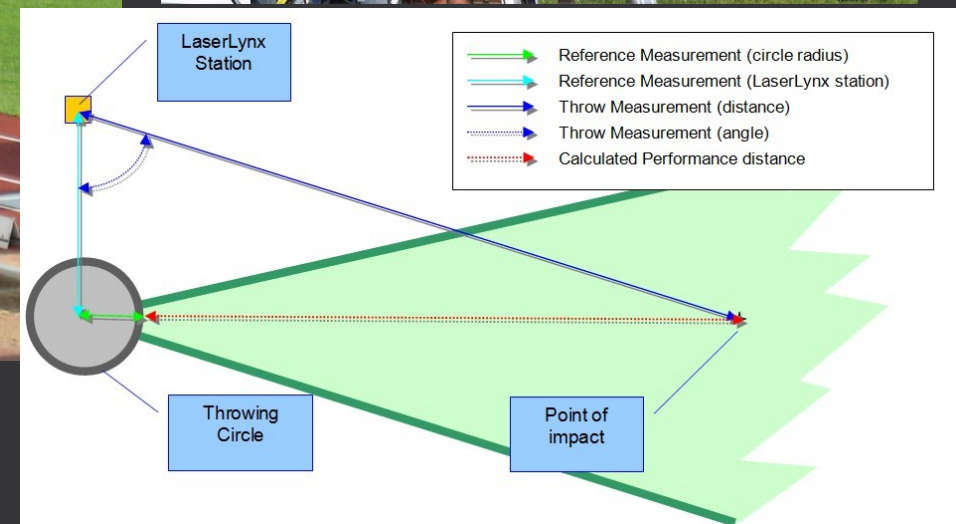 LaserLynx
Station
Reference Measurement (circle radius)
Reference Measurement (LaserLynx station)
Throw Measurement (distance)
Throw Measurement (angle)
Calculated Performance distance
Throwing
Circle
Point of
impact